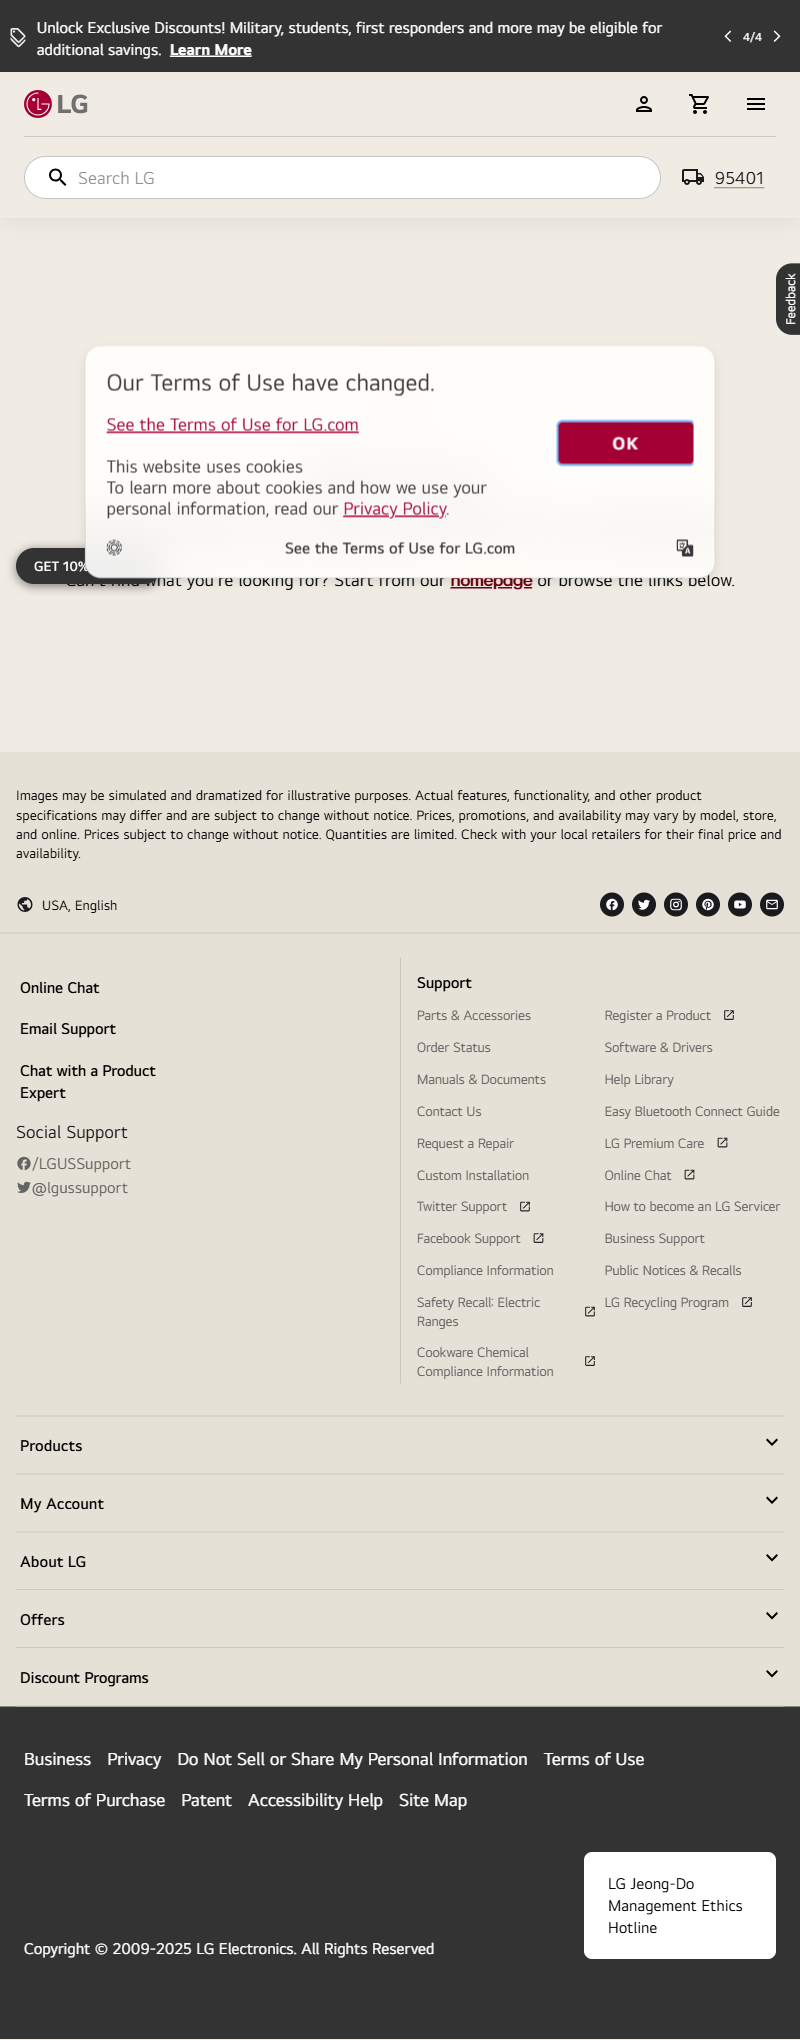 Unlock Exclusive Discounts! Military, students, first responders and more may be eligible for
additional savings. Learn More
4/4
LG
Search LG
95401
Feedback
Our Terms of Use have changed.
See the Terms of Use for LG.com
OK
This website uses cookies
To learn more about cookies and how we use your
personal information, read our Privacy Policy.
See the Terms of Use for LG.com
GET 10%
Can't find what you're looking for? Start from our homepage or browse the links below.
Images may be simulated and dramatized for illustrative purposes. Actual features, functionality, and other product
specifications may differ and are subject to change without notice. Prices, promotions, and availability may vary by model, store,
and online. Prices subject to change without notice. Quantities are limited. Check with your local retailers for their final price and
availability.
USA, English
Online Chat
Email Support
Chat with a Product
Expert
Social Support
/LGUSSupport
@lgussupport
Support
Parts & Accessories
Order Status
Manuals & Documents
Contact Us
Request a Repair
Custom Installation
Twitter Support
Facebook Support
Compliance Information
Safety Recall: Electric
Ranges
Cookware Chemical
Compliance Information
Register a Product
Software & Drivers
Help Library
Easy Bluetooth Connect Guide
LG Premium Care
Online Chat
How to become an LG Servicer
Business Support
Public Notices & Recalls
LG Recycling Program
Products
My Account
About LG
Offers
Discount Programs
Business Privacy Do Not Sell or Share My Personal Information Terms of Use
Terms of Purchase Patent Accessibility Help Site Map
LG Jeong-Do
Management Ethics
Hotline
Copyright © 2009-2025 LG Electronics. All Rights Reserved